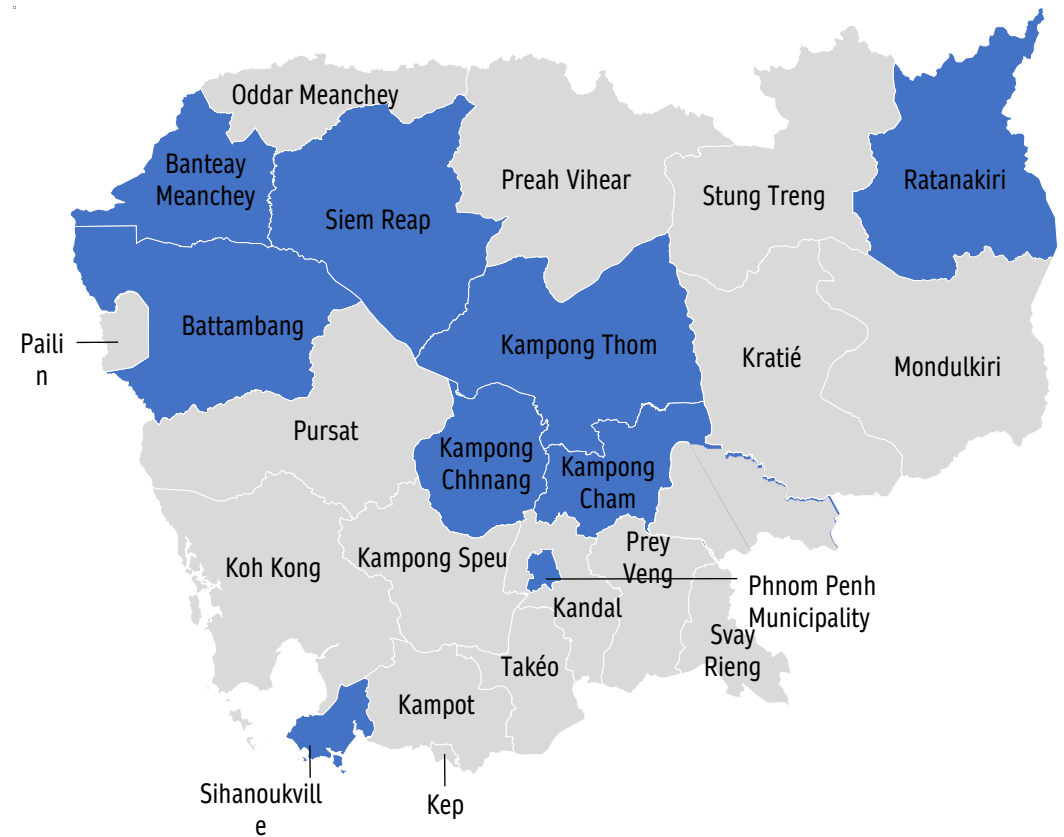 Oddar Meanchey
Banteay
Meanchey
Siem Reap
Preah Vihear
Stung Treng
Ratanakiri
Battambang
Paili
n
Kampong Thom
Kratié
Mondulkiri
Pursat
Kampong
Chhnang
Kampong
Cham
Koh Kong
Kampong Speu
Prey
Veng
Kandal
Phnom Penh
Municipality
Svay
Rieng
Takéo
Kampot
Sihanoukvill
e
Kep